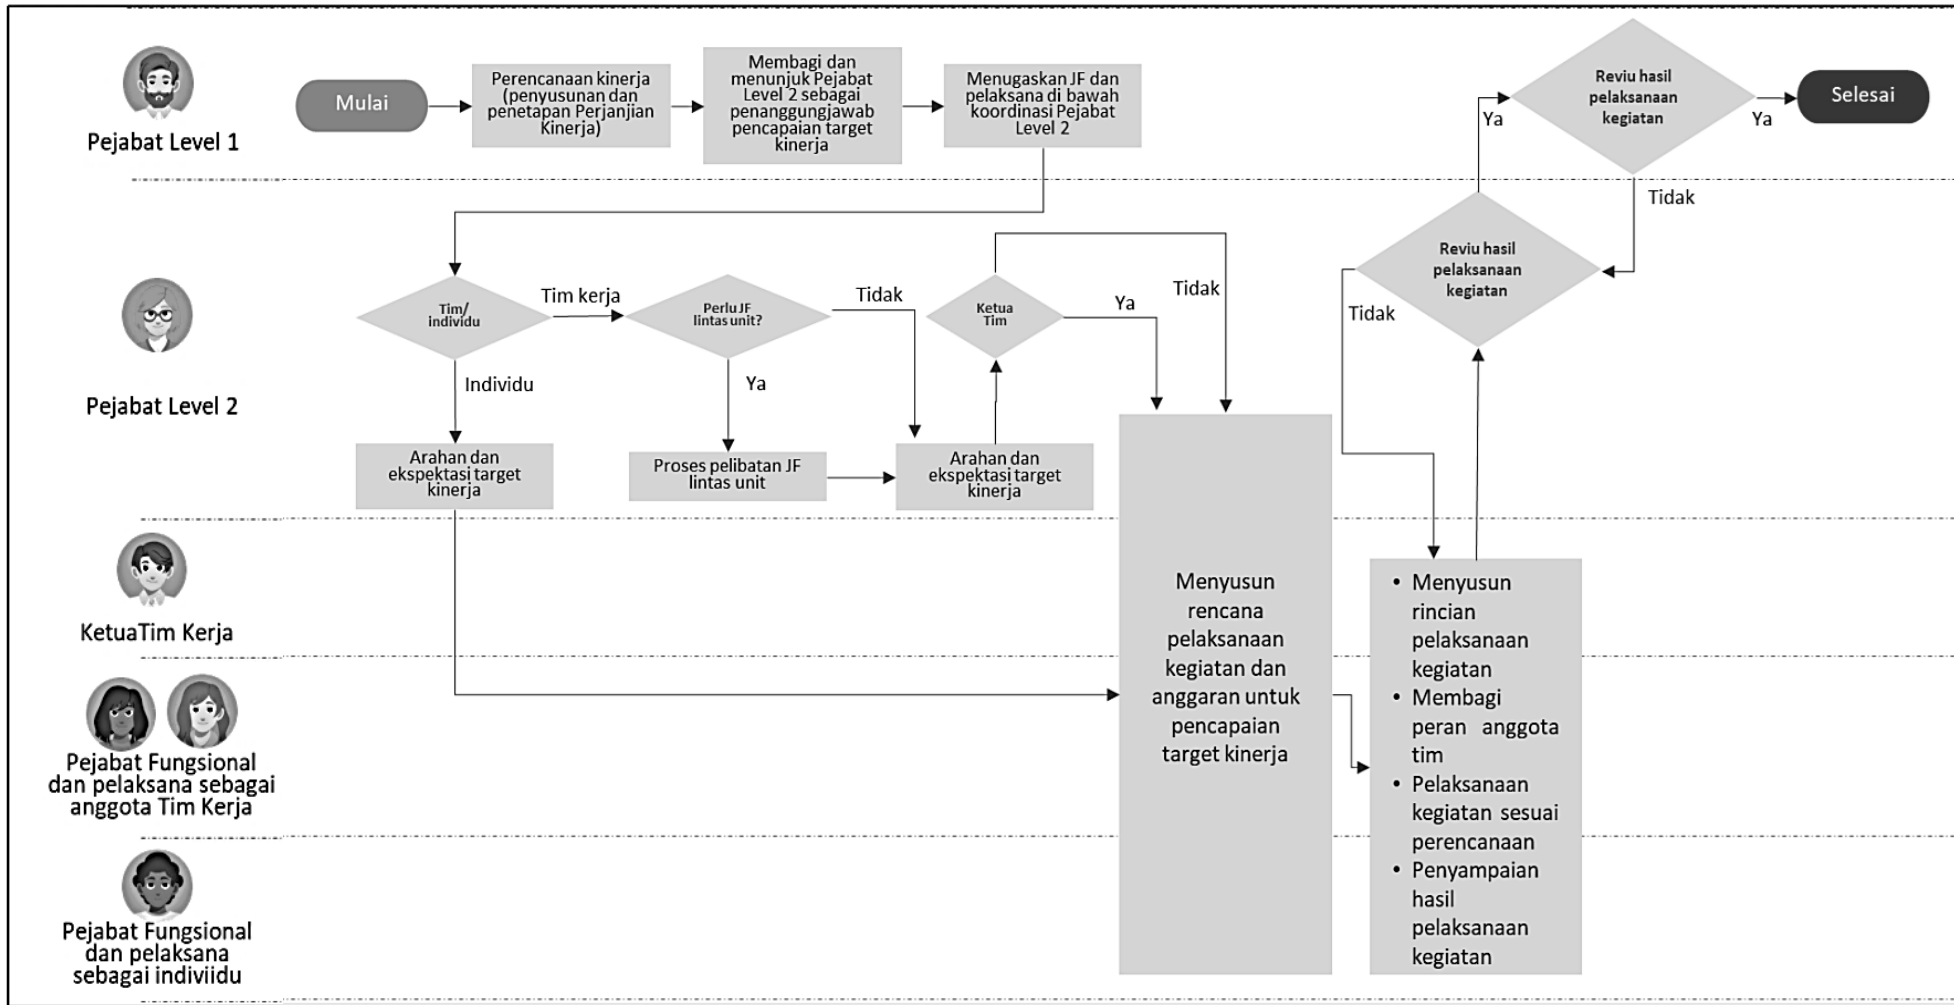 Pejabat Level 1
Mulai
Perencanaan kinerja
(penyusunan dan
penetapan Perjanjian
Kinerja)
Membagi dan
menunjuk Pejabat
Level 2 sebagai
penanggungjawab
pencapaian target
kinerja
Menugaskan JF dan
pelaksana di bawah
koordinasi Pejabat
Level 2
Reviu hasil
pelaksanaan
kegiatan
Ya
Ya
Selesai
Tidak
Pejabat Level 2
Tim/
individu
Tim kerja
Individu
Perlu JF
lintas unit?
Tidak
Ya
Ketua
Tim
Ya
Tidak
Reviu hasil
pelaksanaan
kegiatan
Tidak
Arahan dan
ekspektasi target
kinerja
Proses pelibatan JF
lintas unit
Arahan dan
ekspektasi target
kinerja
KetuaTim Kerja
Pejabat Fungsional
dan pelaksana sebagai
anggota Tim Kerja
Pejabat Fungsional
dan pelaksana
sebagai indiviidu
Menyusun
rencana
pelaksanaan
kegiatan dan
anggaran untuk
pencapaian
target kinerja
• Menyusun
rincian
pelaksanaan
kegiatan
• Membagi
peran anggota
tim
• Pelaksanaan
kegiatan sesuai
perencanaan
• Penyampaian
hasil
pelaksanaan
kegiatan